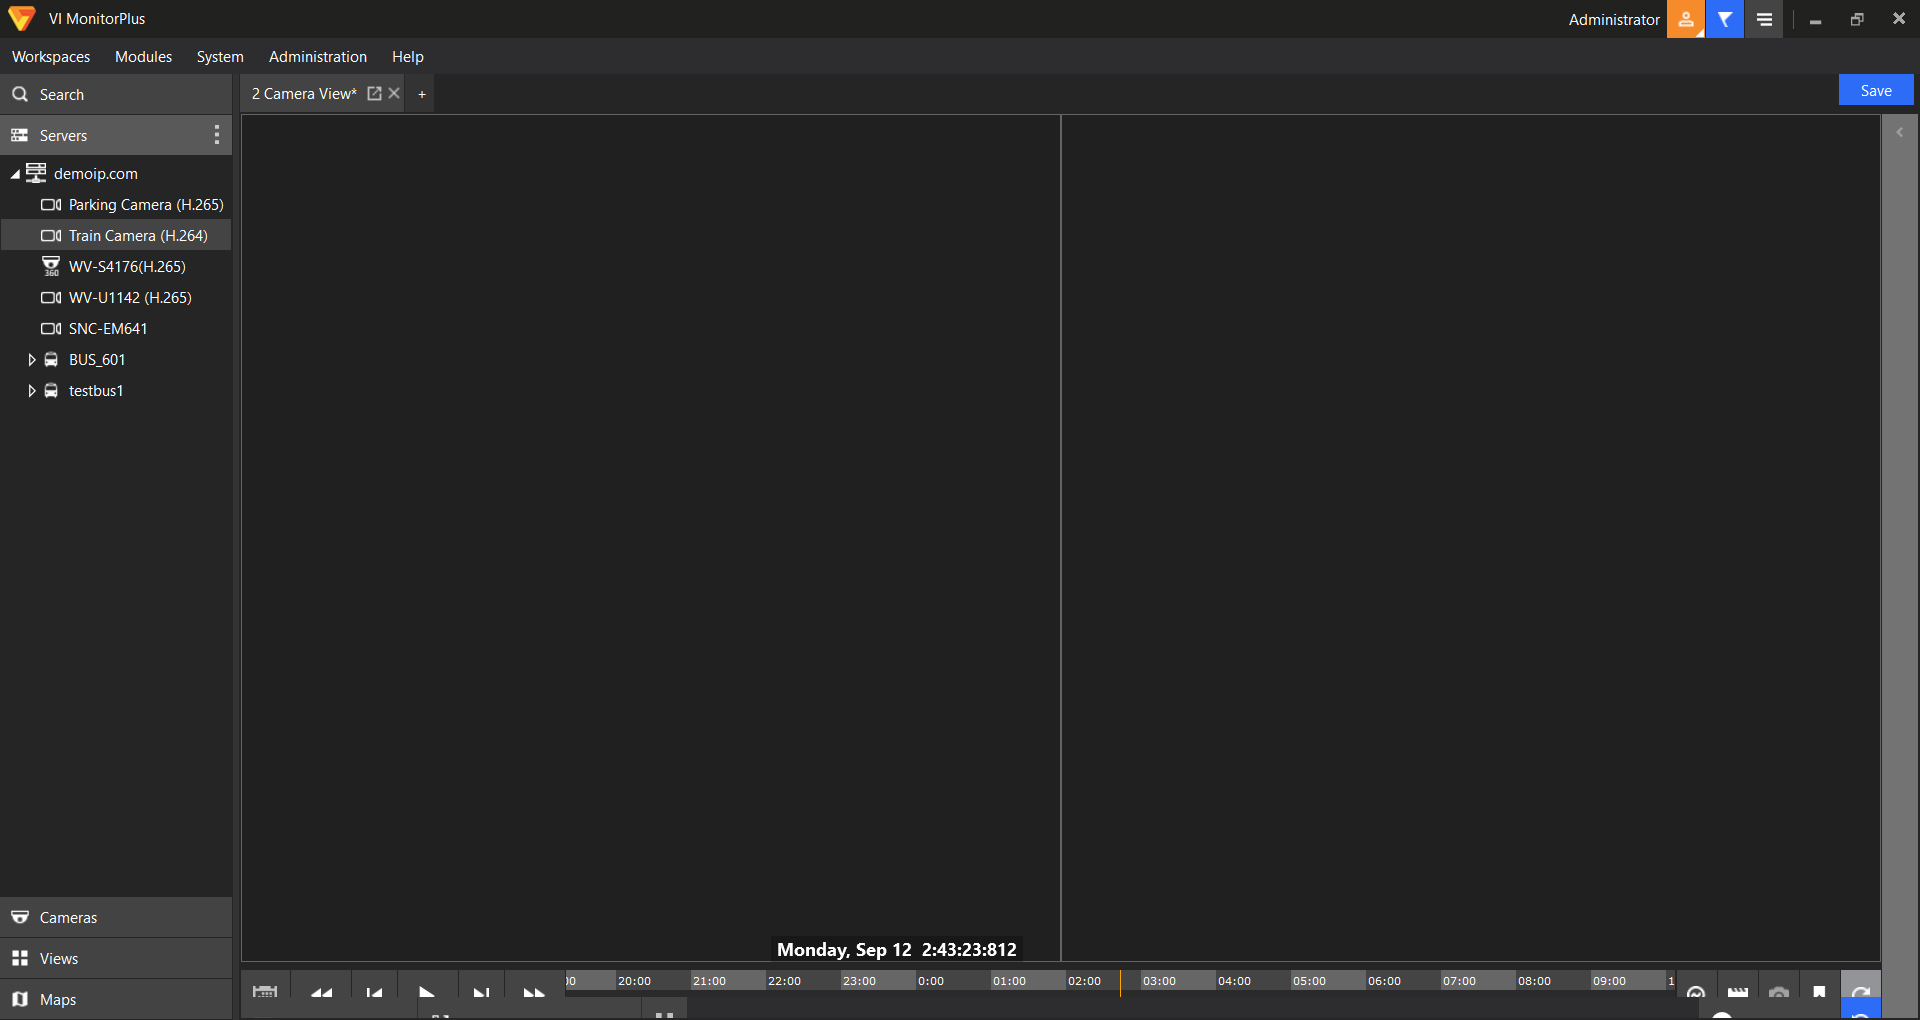 VI MonitorPlus
Administrator
Workspaces Modules System Administration Help
Search
2 Camera View* +
Save
Servers
demoip.com
Parking Camera (H.265)
Train Camera (H.264)
360 WV-S4176(H.265)
WV-U1142 (H.265)
SNC-EM641
BUS_601
testbus1
Cameras
Views
Maps
Monday, Sep 12 2:43:23:812
20:00 21:00 22:00 23:00 0:00 01:00 02:00 03:00 04:00 05:00 06:00 07:00 08:00 09:00